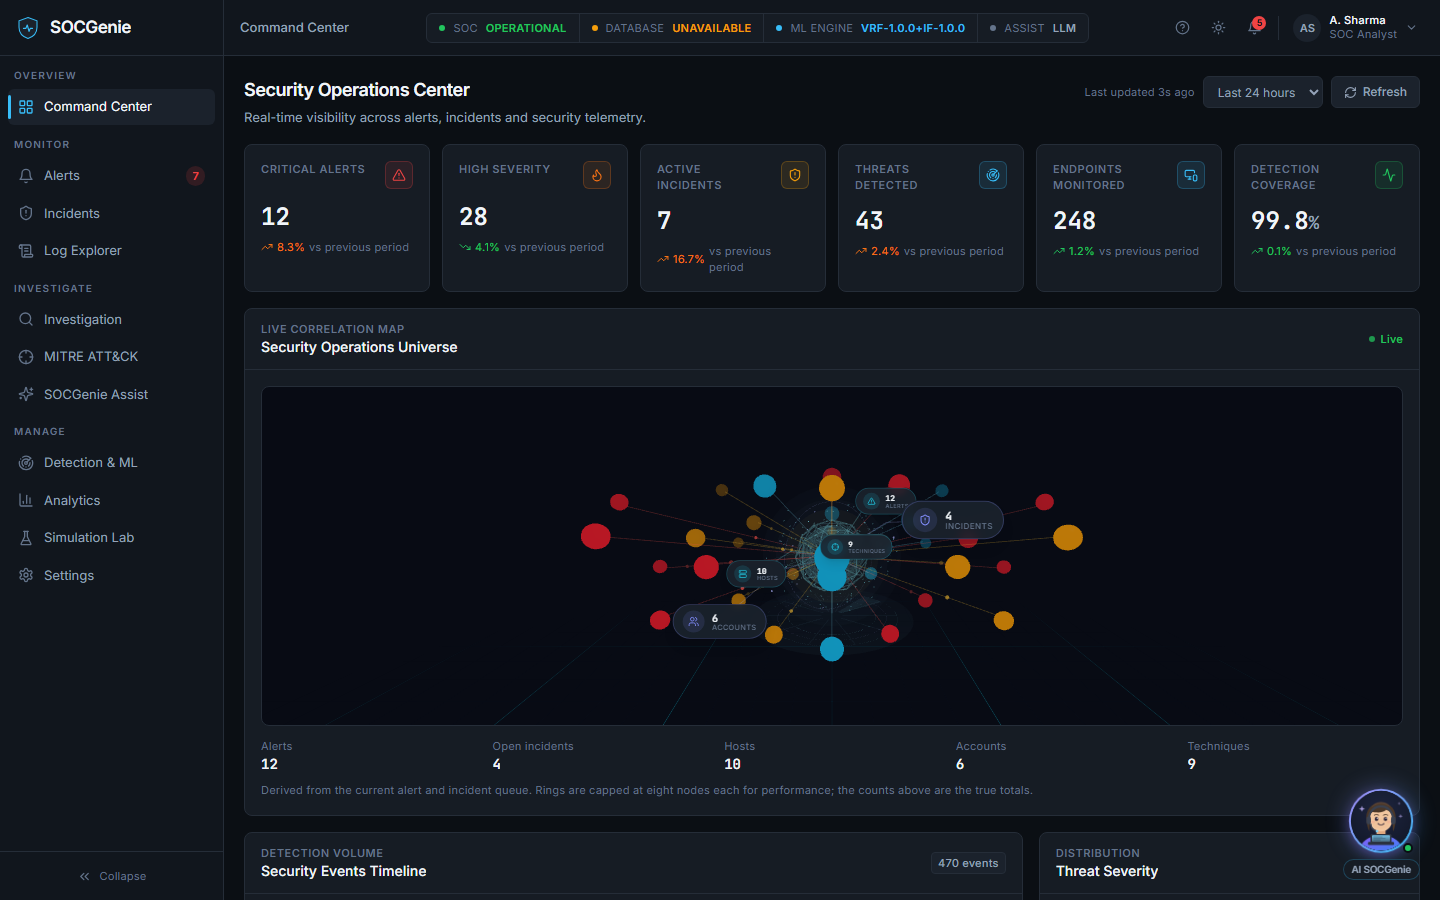 SOCGenie
Command Center
SOC OPERATIONAL
DATABASE UNAVAILABLE
ML ENGINE VRF-1.0.0+IF-1.0.0
ASSIST LLM
5
AS
A. Sharma
SOC Analyst
OVERVIEW
Command Center
MONITOR
Alerts 7
Incidents
Log Explorer
INVESTIGATE
Investigation
MITRE ATT&CK
SOCGenie Assist
MANAGE
Detection & ML
Analytics
Simulation Lab
Settings
Collapse
Security Operations Center
Real-time visibility across alerts, incidents and security telemetry.
Last updated 3s ago
Last 24 hours
Refresh
CRITICAL ALERTS
12
8.3% vs previous period
HIGH SEVERITY
28
4.1% vs previous period
ACTIVE
INCIDENTS
7
16.7% vs previous
period
THREATS
DETECTED
43
2.4% vs previous period
ENDPOINTS
MONITORED
248
1.2% vs previous period
DETECTION
COVERAGE
99.8%
0.1% vs previous period
LIVE CORRELATION MAP
Security Operations Universe
Live
12
ALERTS
4
INCIDENTS
9
TECHNIQUES
10
HOSTS
6
ACCOUNTS
Alerts
12
Open incidents
4
Hosts
10
Accounts
6
Techniques
9
Derived from the current alert and incident queue. Rings are capped at eight nodes each for performance; the counts above are the true totals.
DETECTION VOLUME
Security Events Timeline
470 events
DISTRIBUTION
Threat Severity
AI SOCGenie